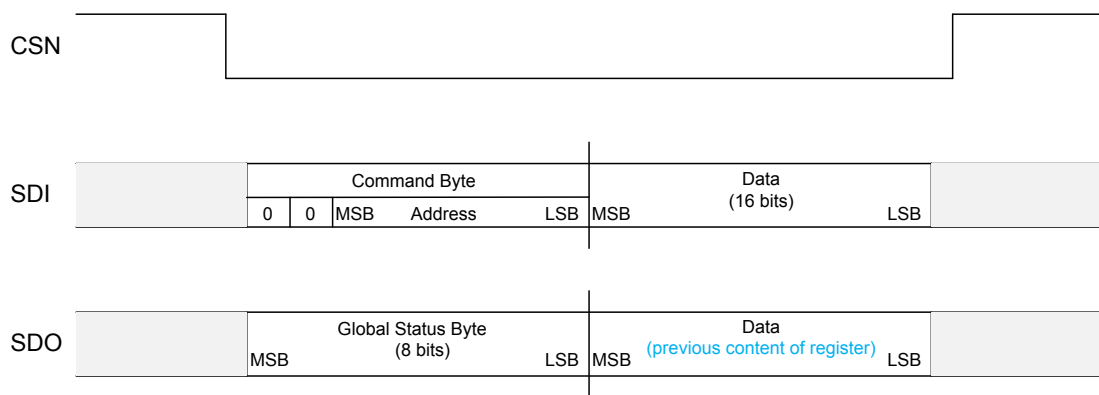 CSN
SDI
Command Byte
0 0 MSB Address LSB
Data
(16 bits)
MSB LSB
SDO
Global Status Byte
(8 bits)
MSB LSB
Data
(previous content of register)
MSB LSB